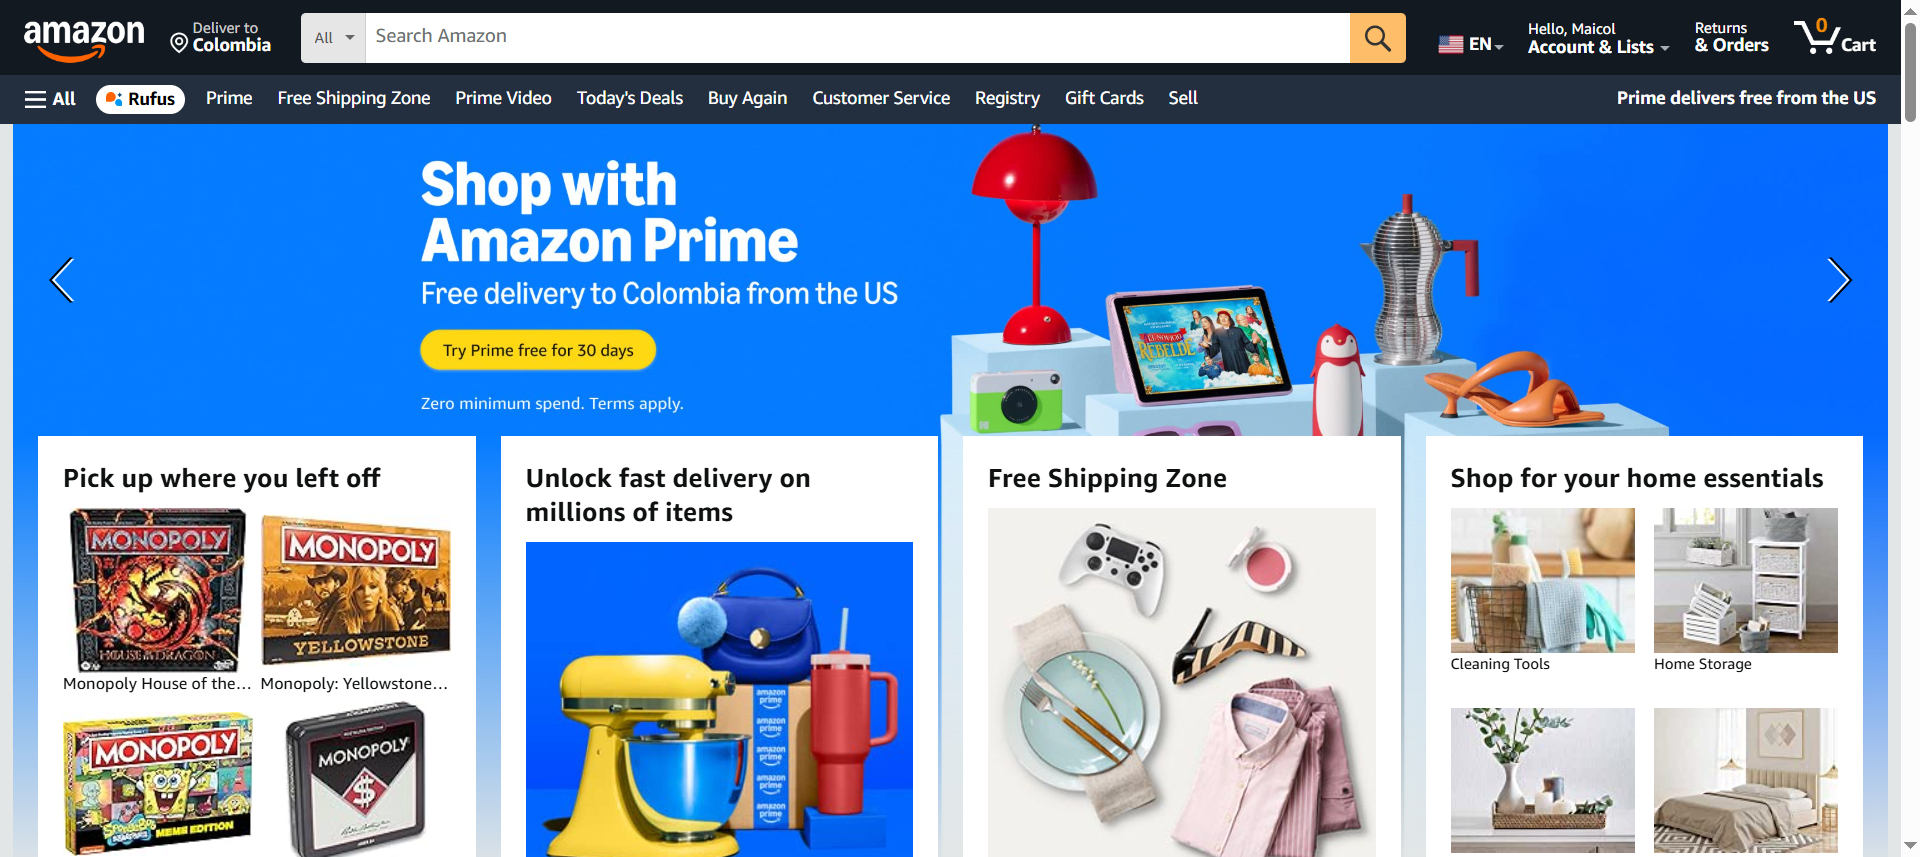 amazon
Deliver to
Colombia
All
Search Amazon
EN
Hello, Maicol
Account & Lists
Returns
& Orders
0
Cart
All
Rufus
Prime
Free Shipping Zone
Prime Video
Today's Deals
Buy Again
Customer Service
Registry
Gift Cards
Sell
Prime delivers free from the US
Shop with
Amazon Prime
Free delivery to Colombia from the US
Try Prime free for 30 days
Zero minimum spend. Terms apply.
REBELDE
Kodak
Pick up where you left off
MONOPOLY
HOUSE OF THE DRAGON
Monopoly House of the...
MONOPOLY
YELLOWSTONE
Monopoly: Yellowstone...
MONOPOLY
SpongeBob
MEME EDITION
MONOPOLY
$
Unlock fast delivery on
millions of items
amazon
prime
amazon
prime
amazon
prime
amazon
prime
amazon
prime
Free Shipping Zone
Shop for your home essentials
Cleaning Tools
Home Storage